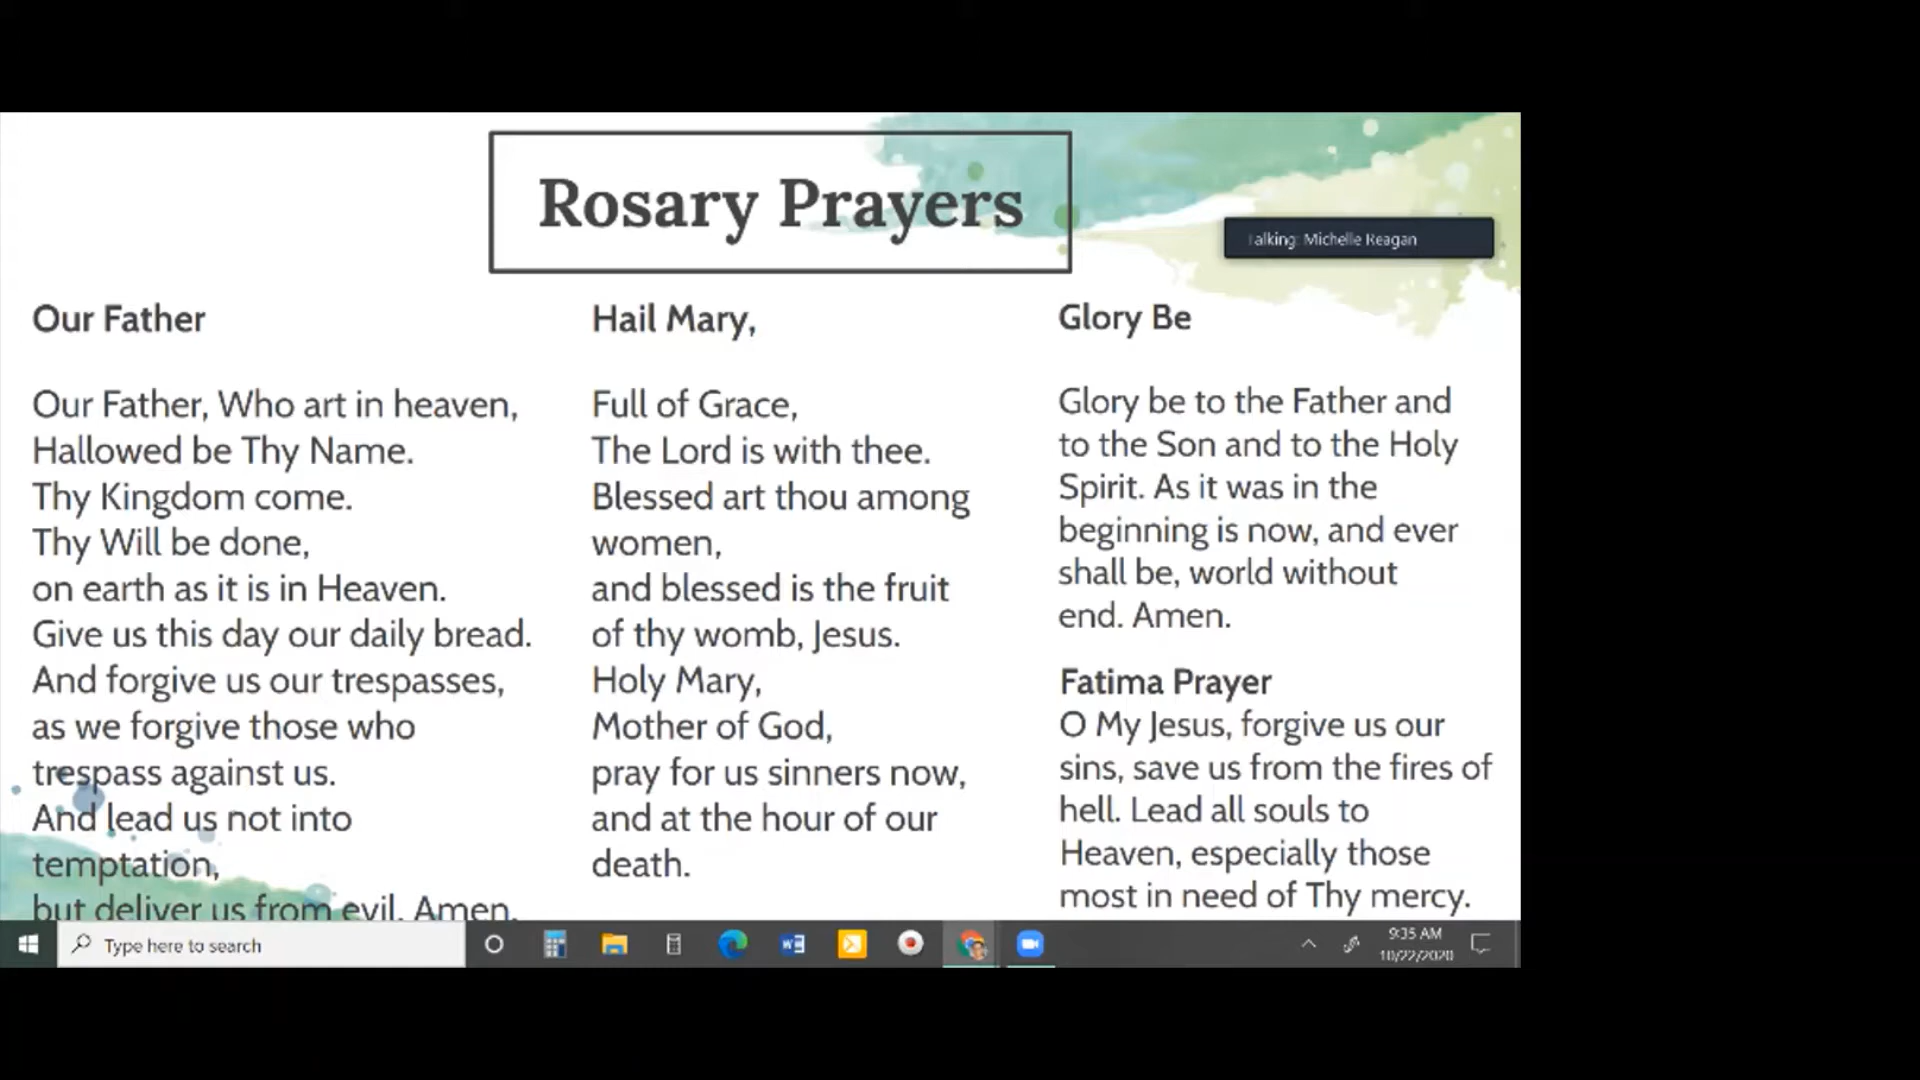 Rosary Prayers
Talking: Michelle Reagan
Our Father
Our Father, Who art in heaven,
Hallowed be Thy Name.
Thy Kingdom come.
Thy Will be done,
on earth as it is in Heaven.
Give us this day our daily bread.
And forgive us our trespasses,
as we forgive those who
trespass against us.
And lead us not into
temptation,
but deliver us from evil. Amen.
Hail Mary,
Full of Grace,
The Lord is with thee.
Blessed art thou among
women,
and blessed is the fruit
of thy womb, Jesus.
Holy Mary,
Mother of God,
pray for us sinners now,
and at the hour of our
death.
Glory Be
Glory be to the Father and
to the Son and to the Holy
Spirit. As it was in the
beginning is now, and ever
shall be, world without
end. Amen.
Fatima Prayer
O My Jesus, forgive us our
sins, save us from the fires of
hell. Lead all souls to
Heaven, especially those
most in need of Thy mercy.
Type here to search
9:35 AM
10/22/2020